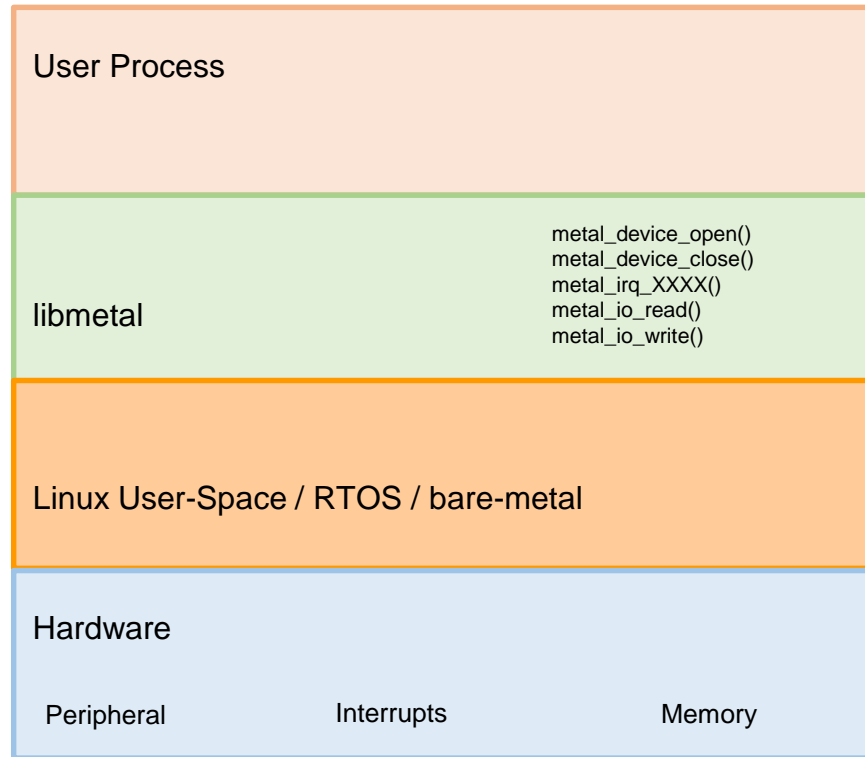 User Process
metal_device_open()
metal_device_close()
metal_irq_XXXX()
metal_io_read()
metal_io_write()
libmetal
Linux User-Space / RTOS / bare-metal
Hardware
Peripheral
Interrupts
Memory